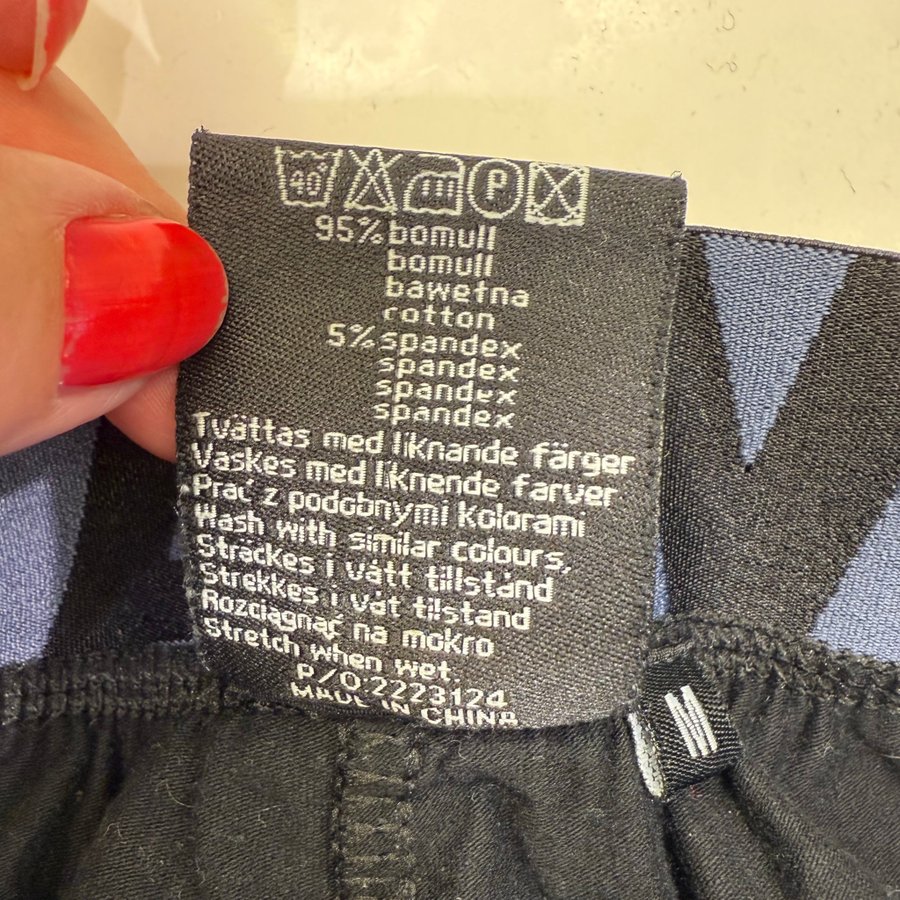 40°
P
95% bomull
bomull
bawełna
rotton
5% spandex
spandex
spandex
spandex
Tvättas med liknande färger
Vaskes med liknende farver
Prać z podobnymi kolorami
Wash with similar colours,
Sträckes i vått tillstånd
Strekkes i våt tilstand
Rozciągnąć na mokro
Stretch when wet.
P/O:2223124
MADE IN CHINA
M